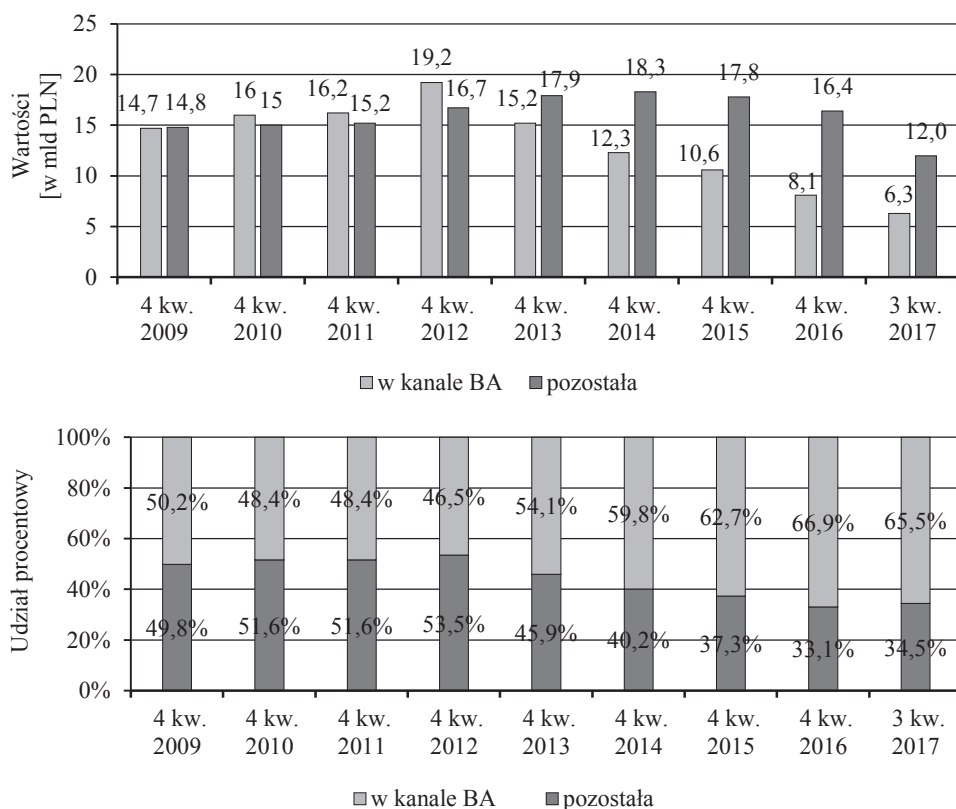 Wartości
[w mld PLN]
25
20
15
10
5
0
14,7 14,8 16 15 16,2 15,2 19,2 16,7 15,2 17,9 12,3 18,3 10,6 17,8 8,1 16,4 6,3 12,0
4 kw. 4 kw. 4 kw. 4 kw. 4 kw. 4 kw. 4 kw. 4 kw. 3 kw.
2009 2010 2011 2012 2013 2014 2015 2016 2017
w kanale BA pozostała
Udział procentowy
100%
80%
60%
40%
20%
0%
50,2% 48,4% 48,4% 46,5% 54,1% 59,8% 62,7% 66,9% 65,5%
49,8% 51,6% 51,6% 53,5% 45,9% 40,2% 37,3% 33,1% 34,5%
4 kw. 4 kw. 4 kw. 4 kw. 4 kw. 4 kw. 4 kw. 4 kw. 3 kw.
2009 2010 2011 2012 2013 2014 2015 2016 2017
w kanale BA pozostała